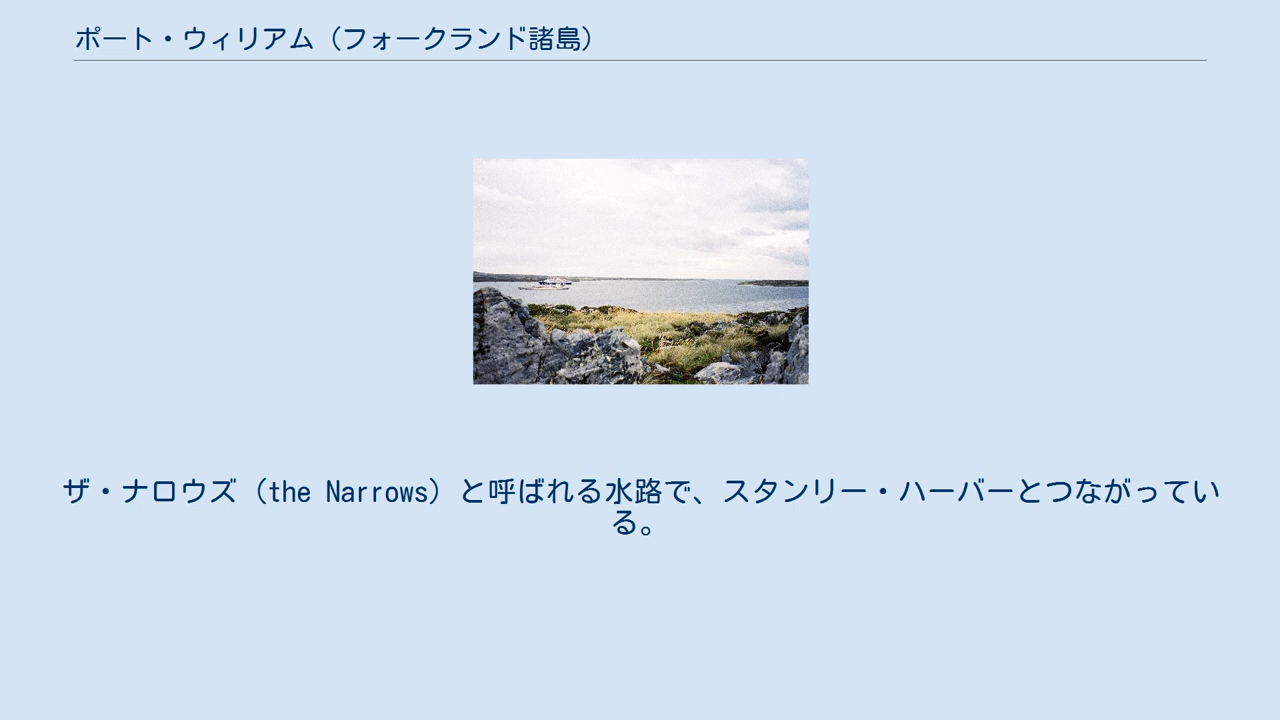 ポート・ウィリアム（フォークランド諸島）
ザ・ナロウズ（the Narrows）と呼ばれる水路で、スタンリー・ハーバーとつながってい
る。